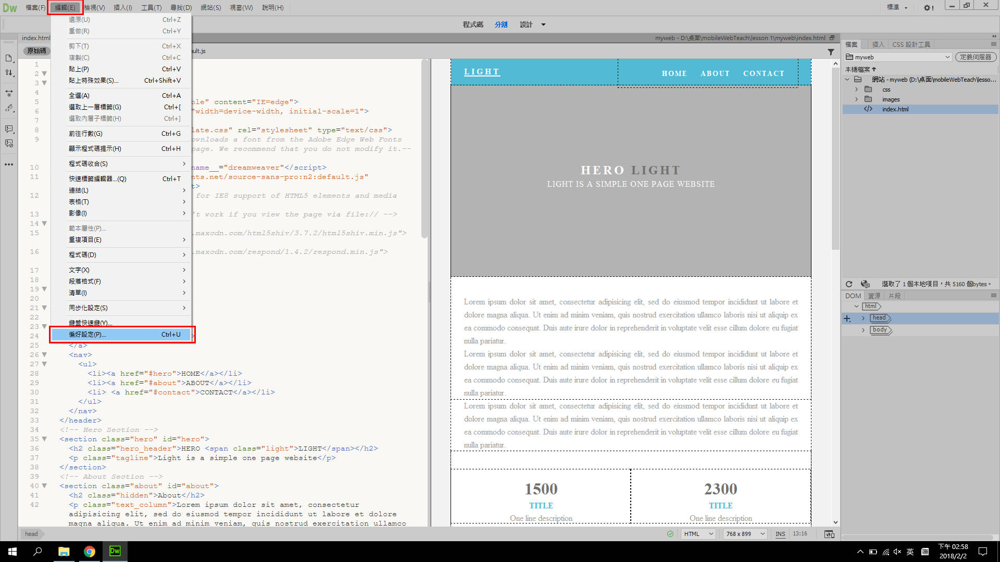 Dw 檔案(F) 編輯(E) 檢視(V) 插入(I) 工具(T) 尋找(D) 網站(S) 視窗(W) 說明(H) 標準
程式碼 分割 設計
index.html
myweb - D:\桌面\mobileWebTeach\lesson 1\myweb\index.html
原始碼
ault.js
還原(U) Ctrl+Z
重做(R) Ctrl+Y
剪下(T) Ctrl+X
複製(C) Ctrl+C
貼上(P) Ctrl+V
貼上特殊效果(S)... Ctrl+Shift+V
全選(A) Ctrl+A
選取上一層標籤(G) Ctrl+[
選取內層子標籤(H) Ctrl+]
前往行數(G) Ctrl+G
顯示程式碼提示(H) Ctrl+H
程式碼收合(S)
快速標籤編輯器...(Q) Ctrl+T
連結(L)
表格(T)
影像(I)
範本屬性(P)...
重複項目(E)
程式碼(D)
文字(X)
段落格式(F)
清單(I)
同步化設定(S)
鍵盤快速鍵(Y)...
偏好設定(P)... Ctrl+U
1
2
3
4
5 ble" content="IE=edge">
6 "width=device-width, initial-scale=1">
7
8 late.css" rel="stylesheet" type="text/css">
9 ownloads a font from the Adobe Edge Web Fonts
page. We recommend that you do not modify it.--
10 name__="dreamweaver"</script>
11 nts.net/source-sans-pro:n2:default.js"
t>
12 for IE8 support of HTML5 elements and media
13 't work if you view the page via file:// -->
14
15 .maxcdn.com/html5shiv/3.7.2/html5shiv.min.js">
16 .maxcdn.com/respond/1.4.2/respond.min.js">
17
18
19
20
21
22
23
24 >
25 </a>
26 <nav>
27 <ul>
28 <li><a href="#hero">HOME</a></li>
29 <li><a href="#about">ABOUT</a></li>
30 <li> <a href="#contact">CONTACT</a></li>
31 </ul>
32 </nav>
33 </header>
34 <!-- Hero Section -->
35 <section class="hero" id="hero">
36 <h2 class="hero_header">HERO <span class="light">LIGHT</span></h2>
37 <p class="tagline">Light is a simple one page website</p>
38 </section>
39 <!-- About Section -->
40 <section class="about" id="about">
41 <h2 class="hidden">About</h2>
42 <p class="text_column">Lorem ipsum dolor sit amet, consectetur
adipisicing elit, sed do eiusmod tempor incididunt ut labore et dolore
magna aliqua. Ut enim ad minim veniam, quis nostrud exercitation ullamco
LIGHT HOME ABOUT CONTACT
HERO LIGHT
LIGHT IS A SIMPLE ONE PAGE WEBSITE
Lorem ipsum dolor sit amet, consectetur adipisicing elit, sed do eiusmod tempor incididunt ut labore et
dolore magna aliqua. Ut enim ad minim veniam, quis nostrud exercitation ullamco laboris nisi ut aliquip ex
ea commodo consequat. Duis aute irure dolor in reprehenderit in voluptate velit esse cillum dolore eu fugiat
nulla pariatur.
Lorem ipsum dolor sit amet, consectetur adipisicing elit, sed do eiusmod tempor incididunt ut labore et
dolore magna aliqua. Ut enim ad minim veniam, quis nostrud exercitation ullamco laboris nisi ut aliquip ex
ea commodo consequat. Duis aute irure dolor in reprehenderit in voluptate velit esse cillum dolore eu fugiat
nulla pariatur.
Lorem ipsum dolor sit amet, consectetur adipisicing elit, sed do eiusmod tempor incididunt ut labore et
dolore magna aliqua. Ut enim ad minim veniam, quis nostrud exercitation ullamco laboris nisi ut aliquip ex
ea commodo consequat. Duis aute irure dolor in reprehenderit in voluptate velit esse cillum dolore eu fugiat
nulla pariatur.
1500 2300
TITLE TITLE
One line description One line description
檔案 插入 CSS 設計工具
myweb 定義伺服器
本機檔案
網站 - myweb (D:\桌面\mobileWebTeach\lesso...
css
images
index.html
選取了 1 個本地項目，共 5160 個bytes。
DOM 資源 片段
html
head
body
head HTML 768 x 899 INS 13:16
Dw 英 下午 02:58
2018/2/2